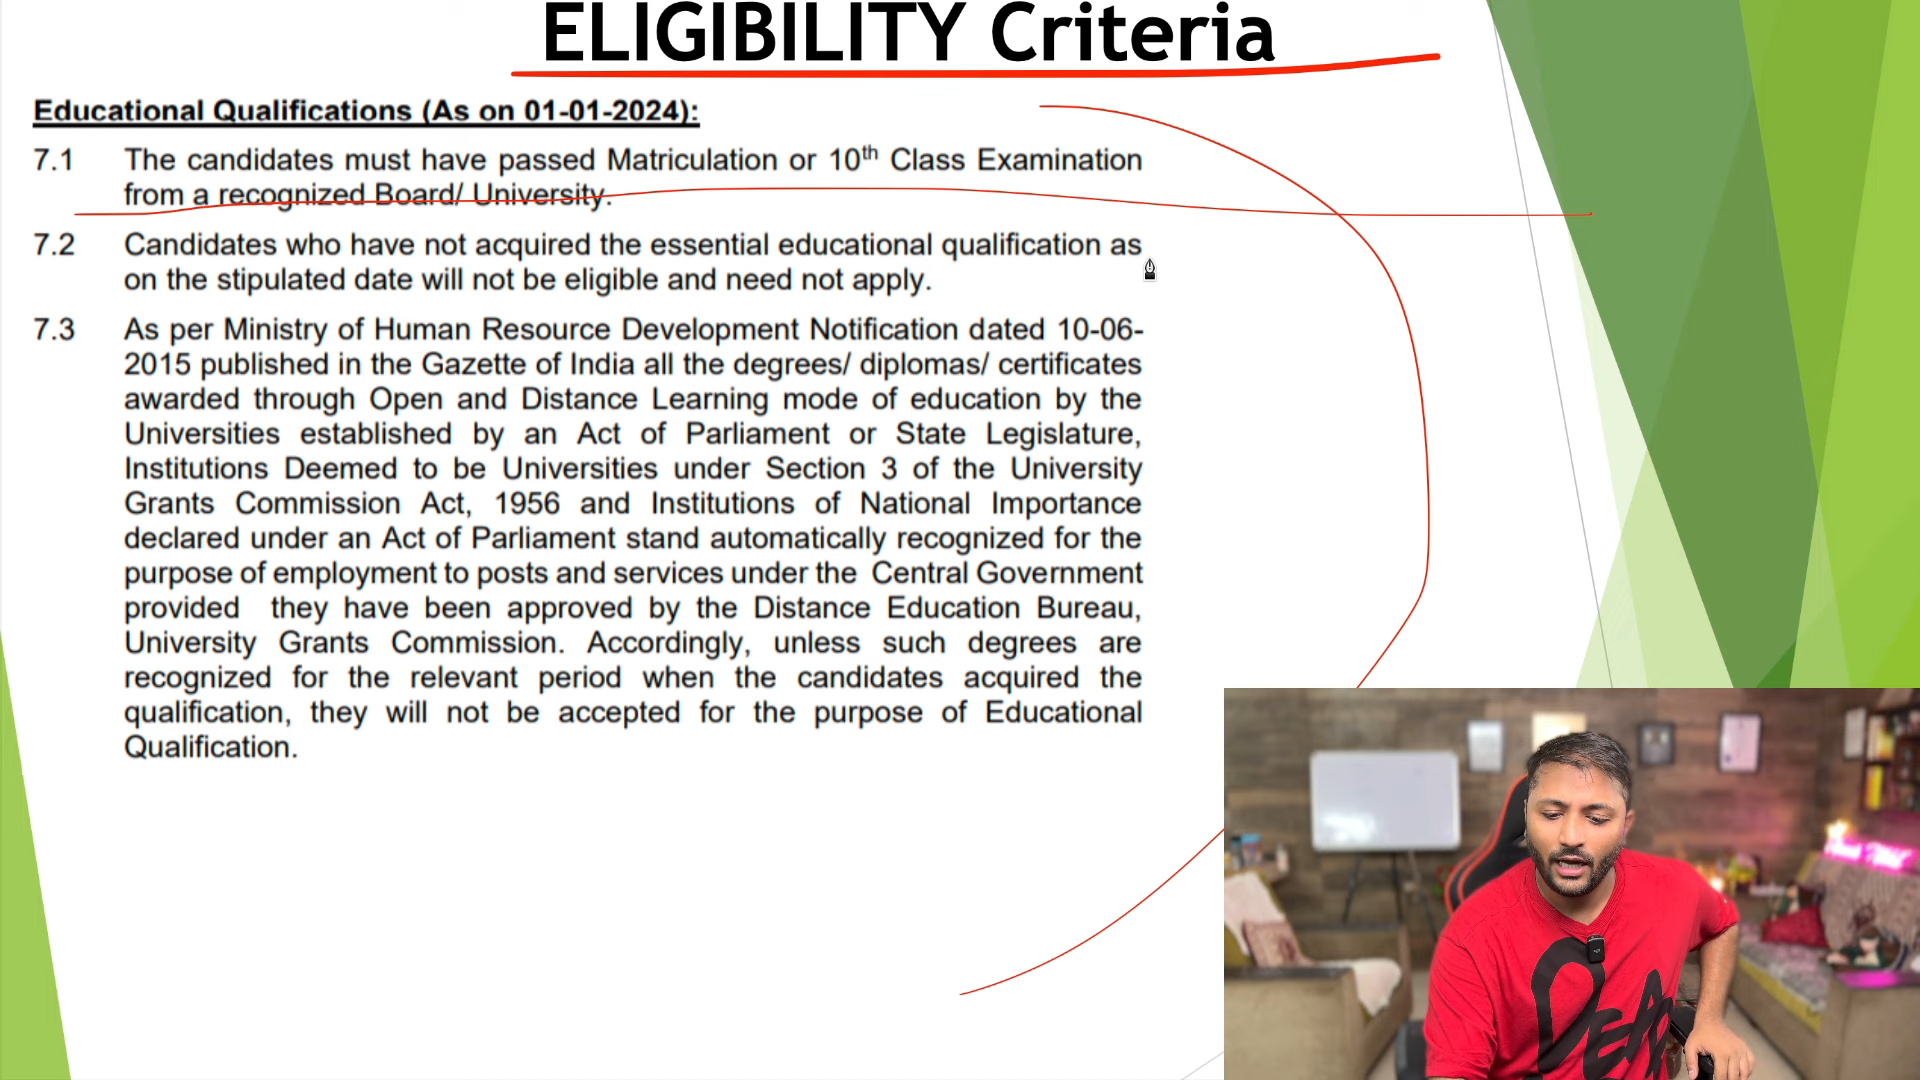 ELIGIBILITY Criteria
Educational Qualifications (As on 01-01-2024):
7.1 The candidates must have passed Matriculation or 10th Class Examination
from a recognized Board/ University.
7.2 Candidates who have not acquired the essential educational qualification as
on the stipulated date will not be eligible and need not apply.
7.3 As per Ministry of Human Resource Development Notification dated 10-06-
2015 published in the Gazette of India all the degrees/ diplomas/ certificates
awarded through Open and Distance Learning mode of education by the
Universities established by an Act of Parliament or State Legislature,
Institutions Deemed to be Universities under Section 3 of the University
Grants Commission Act, 1956 and Institutions of National Importance
declared under an Act of Parliament stand automatically recognized for the
purpose of employment to posts and services under the Central Government
provided they have been approved by the Distance Education Bureau,
University Grants Commission. Accordingly, unless such degrees are
recognized for the relevant period when the candidates acquired the
qualification, they will not be accepted for the purpose of Educational
Qualification.